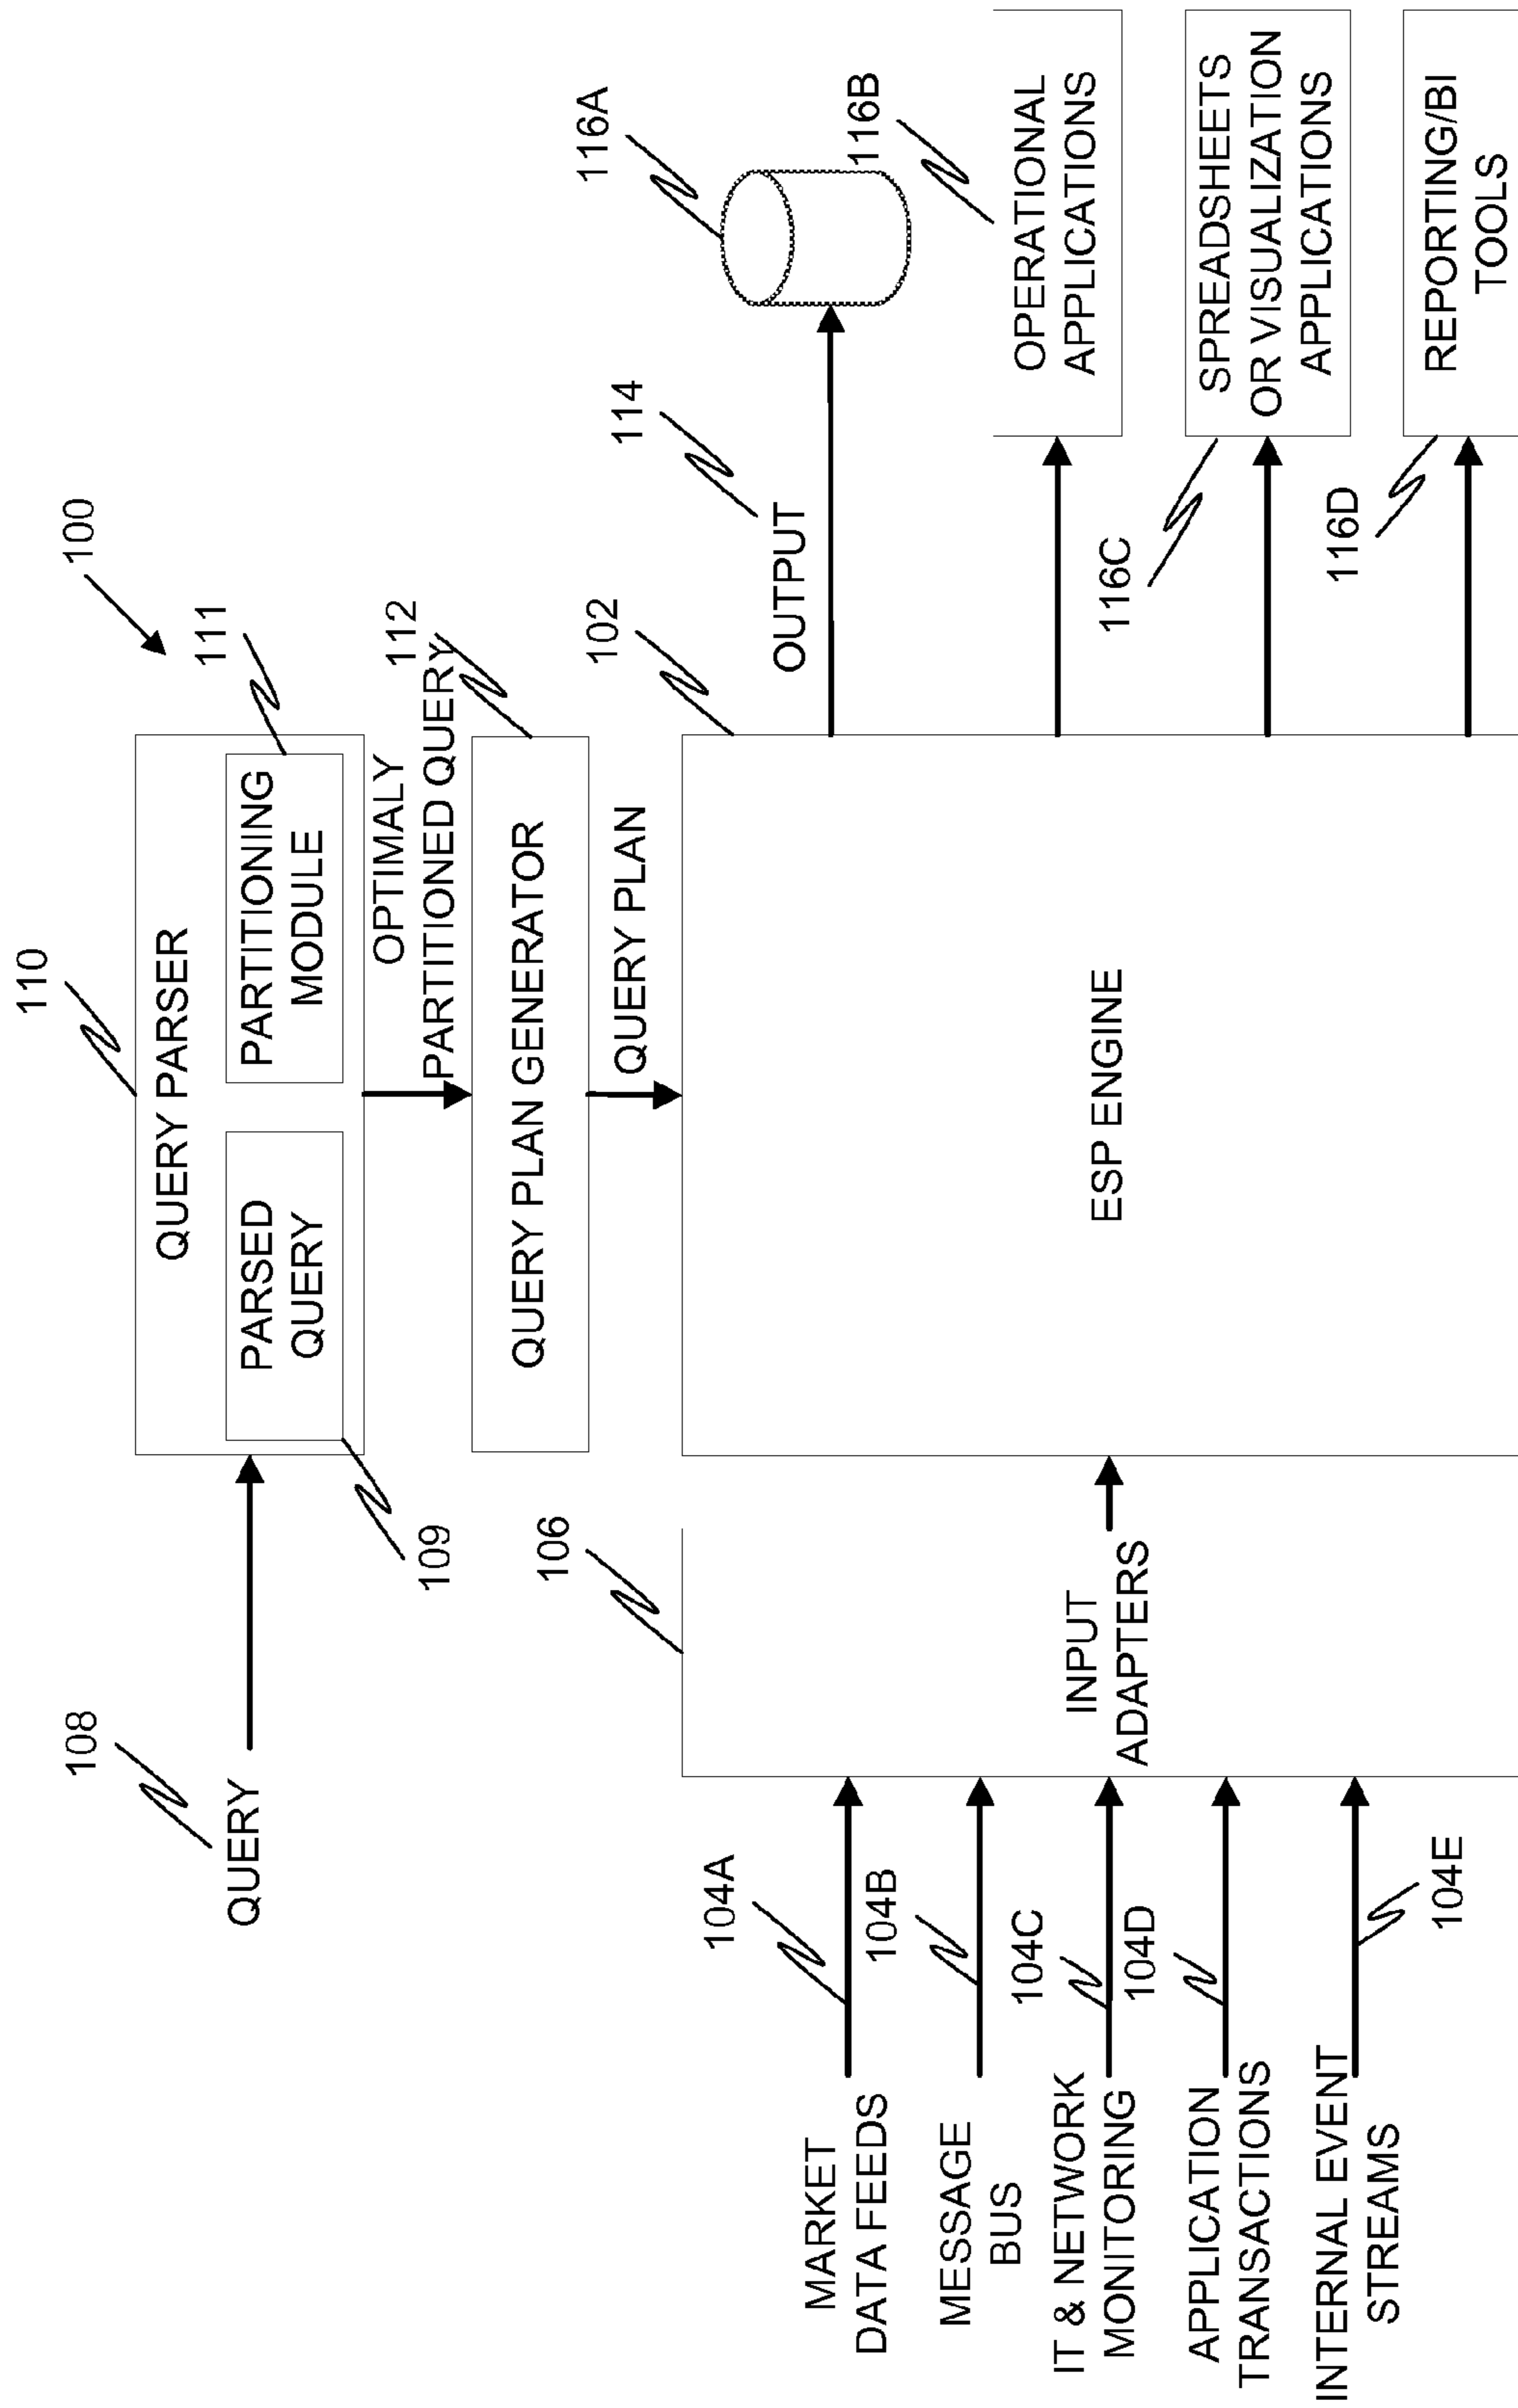 100
110
QUERY PARSER
111
108
QUERY
PARSED
QUERY
PARTITIONING
MODULE
109
OPTIMALY
PARTITIONED QUERY
112
QUERY PLAN GENERATOR
QUERY PLAN
102
106
114
OUTPUT
116A
MARKET
DATA FEEDS
104A
MESSAGE
BUS
104B
IT & NETWORK
MONITORING
104C
APPLICATION
TRANSACTIONS
104D
INTERNAL EVENT
STREAMS
104E
INPUT
ADAPTERS
ESP ENGINE
116B
OPERATIONAL
APPLICATIONS
116C
SPREADSHEETS
OR VISUALIZATION
APPLICATIONS
116D
REPORTING/BI
TOOLS